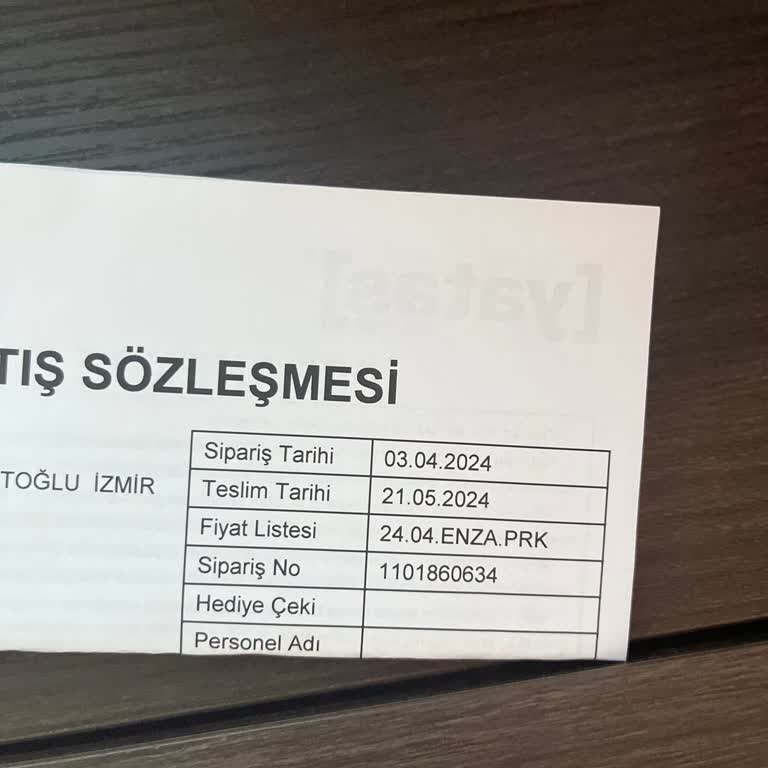 [yataş]
TIŞ SÖZLEŞMESİ
TOĞLU İZMİR
Sipariş Tarihi 03.04.2024
Teslim Tarihi 21.05.2024
Fiyat Listesi 24.04.ENZA.PRK
Sipariş No 1101860634
Hediye Çeki
Personel Adı